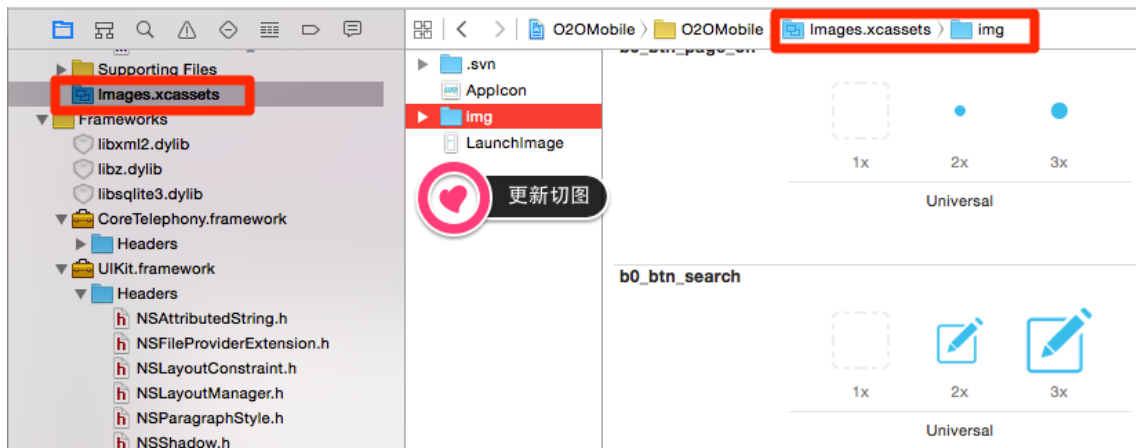 O2OMobile 〉 O2OMobile 〉 Images.xcassets 〉 img
Supporting Files
Images.xcassets
Frameworks
libxml2.dylib
libz.dylib
libsqlite3.dylib
CoreTelephony.framework
Headers
UIKit.framework
Headers
NSAttributedString.h
NSFileProviderExtension.h
NSLayoutConstraint.h
NSLayoutManager.h
NSParagraphStyle.h
NSShadow.h
.svn
AppIcon
img
LaunchImage
更新切图
1x 2x 3x
Universal
b0_btn_search
1x 2x 3x
Universal